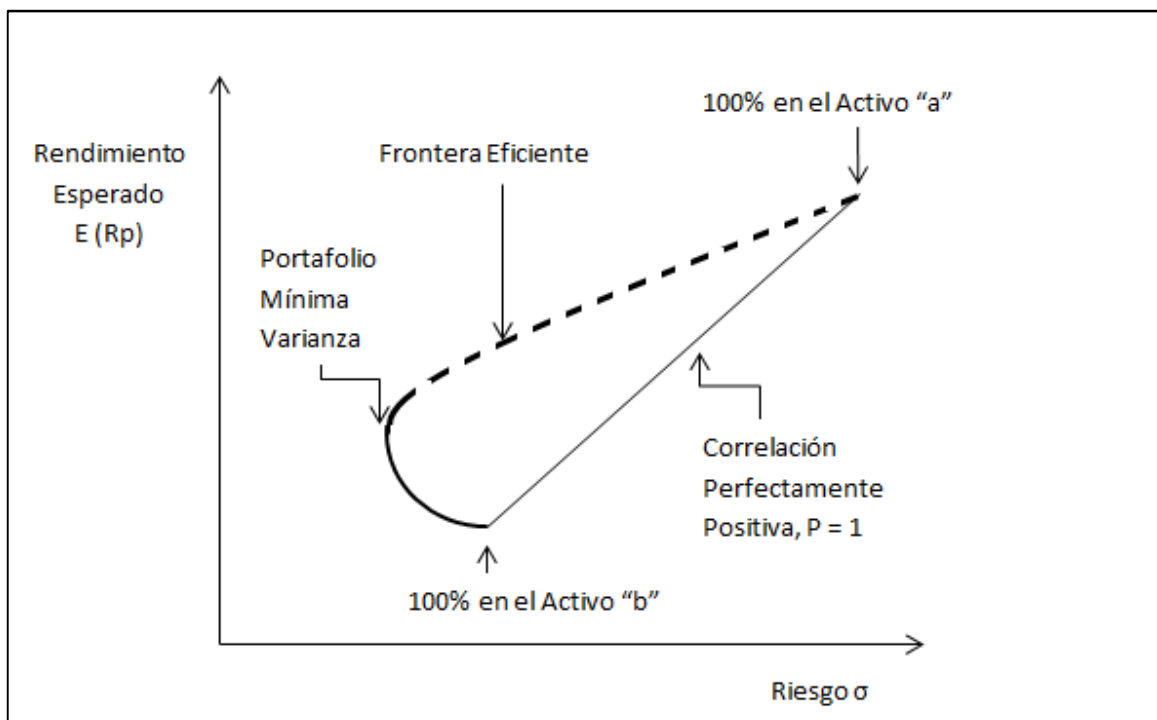 100% en el Activo “a”
Rendimiento
Esperado
E (Rp)
Frontera Eficiente
Portafolio
Mínima
Varianza
Correlación
Perfectamente
Positiva, P = 1
100% en el Activo “b”
Riesgo σ